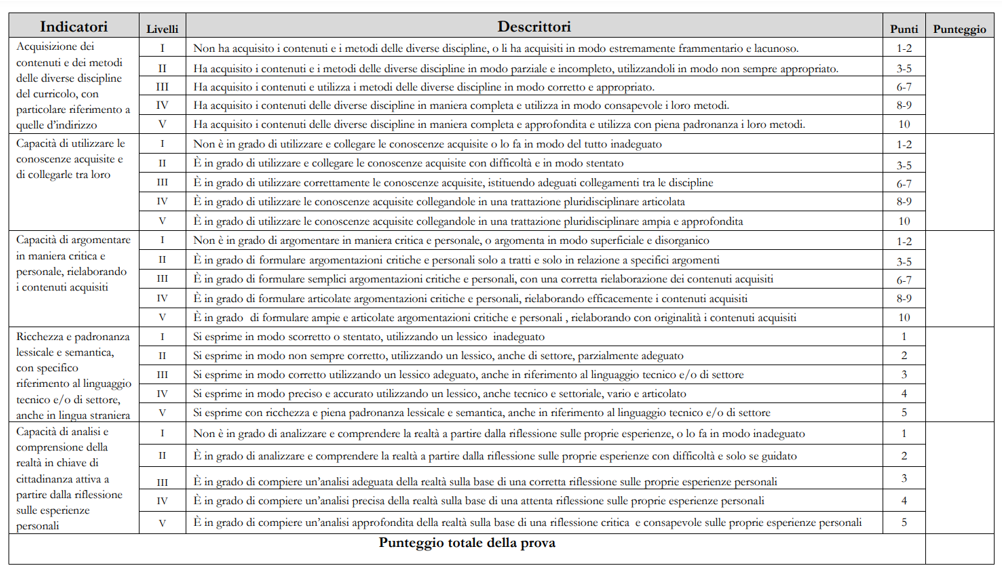 Indicatori Livelli Descrittori Punti Punteggio
Acquisizione dei
contenuti e dei metodi
delle diverse discipline
del curricolo, con
particolare riferimento a
quelle d'indirizzo
I Non ha acquisito i contenuti e i metodi delle diverse discipline, o li ha acquisiti in modo estremamente frammentario e lacunoso. 1-2
II Ha acquisito i contenuti e i metodi delle diverse discipline in modo parziale e incompleto, utilizzandoli in modo non sempre appropriato. 3-5
III Ha acquisito i contenuti e utilizza i metodi delle diverse discipline in modo corretto e appropriato. 6-7
IV Ha acquisito i contenuti delle diverse discipline in maniera completa e utilizza in modo consapevole i loro metodi. 8-9
V Ha acquisito i contenuti delle diverse discipline in maniera completa e approfondita e utilizza con piena padronanza i loro metodi. 10
Capacità di utilizzare le
conoscenze acquisite e
di collegarle tra loro
I Non è in grado di utilizzare e collegare le conoscenze acquisite o lo fa in modo del tutto inadeguato 1-2
II È in grado di utilizzare e collegare le conoscenze acquisite con difficoltà e in modo stentato 3-5
III È in grado di utilizzare correttamente le conoscenze acquisite, istituendo adeguati collegamenti tra le discipline 6-7
IV È in grado di utilizzare le conoscenze acquisite collegandole in una trattazione pluridisciplinare articolata 8-9
V È in grado di utilizzare le conoscenze acquisite collegandole in una trattazione pluridisciplinare ampia e approfondita 10
Capacità di argomentare
in maniera critica e
personale, rielaborando
i contenuti acquisiti
I Non è in grado di argomentare in maniera critica e personale, o argomenta in modo superficiale e disorganico 1-2
II È in grado di formulare argomentazioni critiche e personali solo a tratti e solo in relazione a specifici argomenti 3-5
III È in grado di formulare semplici argomentazioni critiche e personali, con una corretta rielaborazione dei contenuti acquisiti 6-7
IV È in grado di formulare articolate argomentazioni critiche e personali, rielaborando efficacemente i contenuti acquisiti 8-9
V È in grado di formulare ampie e articolate argomentazioni critiche e personali , rielaborando con originalità i contenuti acquisiti 10
Ricchezza e padronanza
lessicale e semantica,
con specifico
riferimento al linguaggio
tecnico e/o di settore,
anche in lingua straniera
I Si esprime in modo scorretto o stentato, utilizzando un lessico inadeguato 1
II Si esprime in modo non sempre corretto, utilizzando un lessico, anche di settore, parzialmente adeguato 2
III Si esprime in modo corretto utilizzando un lessico adeguato, anche in riferimento al linguaggio tecnico e/o di settore 3
IV Si esprime in modo preciso e accurato utilizzando un lessico, anche tecnico e settoriale, vario e articolato 4
V Si esprime con ricchezza e piena padronanza lessicale e semantica, anche in riferimento al linguaggio tecnico e/o di settore 5
Capacità di analisi e
comprensione della
realtà in chiave di
cittadinanza attiva a
partire dalla riflessione
sulle esperienze
personali
I Non è in grado di analizzare e comprendere la realtà a partire dalla riflessione sulle proprie esperienze, o lo fa in modo inadeguato 1
II È in grado di analizzare e comprendere la realtà a partire dalla riflessione sulle proprie esperienze con difficoltà e solo se guidato 2
III È in grado di compiere un'analisi adeguata della realtà sulla base di una corretta riflessione sulle proprie esperienze personali 3
IV È in grado di compiere un'analisi precisa della realtà sulla base di una attenta riflessione sulle proprie esperienze personali 4
V È in grado di compiere un'analisi approfondita della realtà sulla base di una riflessione critica e consapevole sulle proprie esperienze personali 5
Punteggio totale della prova